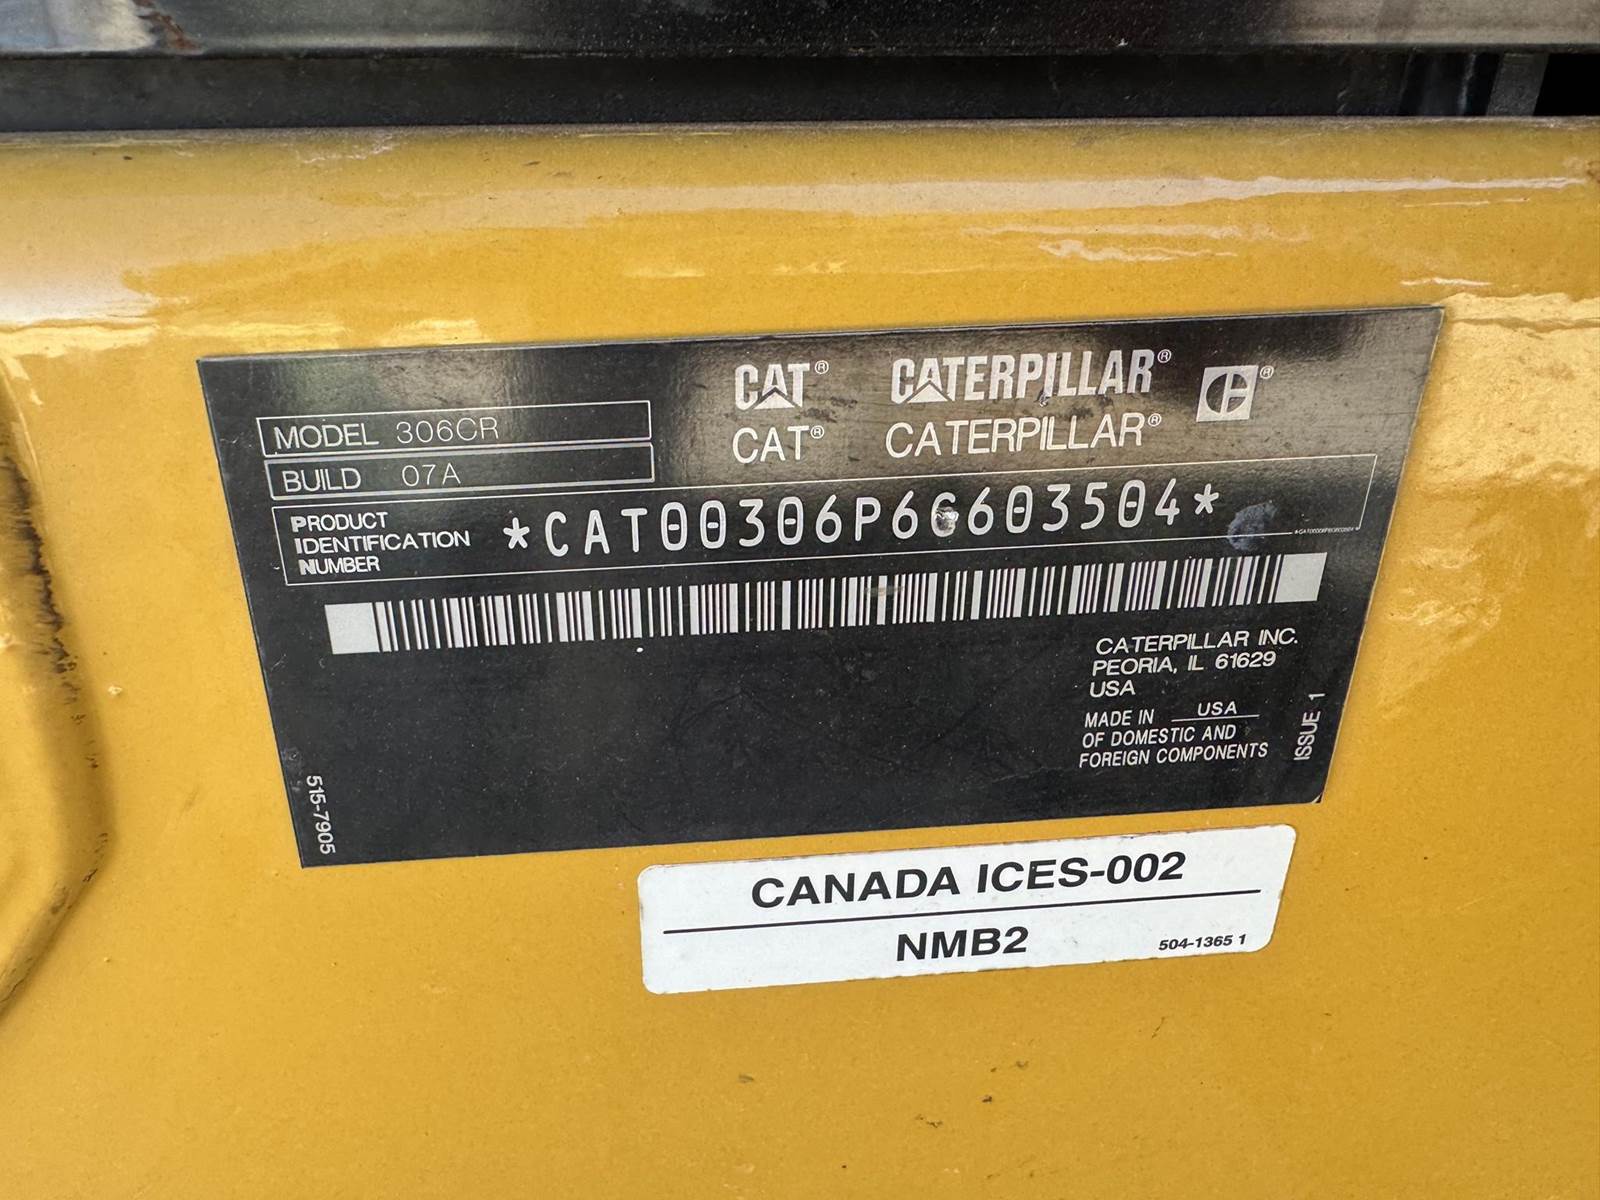 CAT® CATERPILLAR® ®
CAT® CATERPILLAR®
MODEL 306CR
BUILD 07A
PRODUCT
IDENTIFICATION
NUMBER
*CAT00306P6G603504*
CATERPILLAR INC.
PEORIA, IL 61629
USA
MADE IN USA
OF DOMESTIC AND
FOREIGN COMPONENTS
ISSUE 1
515-7905
CANADA ICES-002
NMB2
504-1365 1